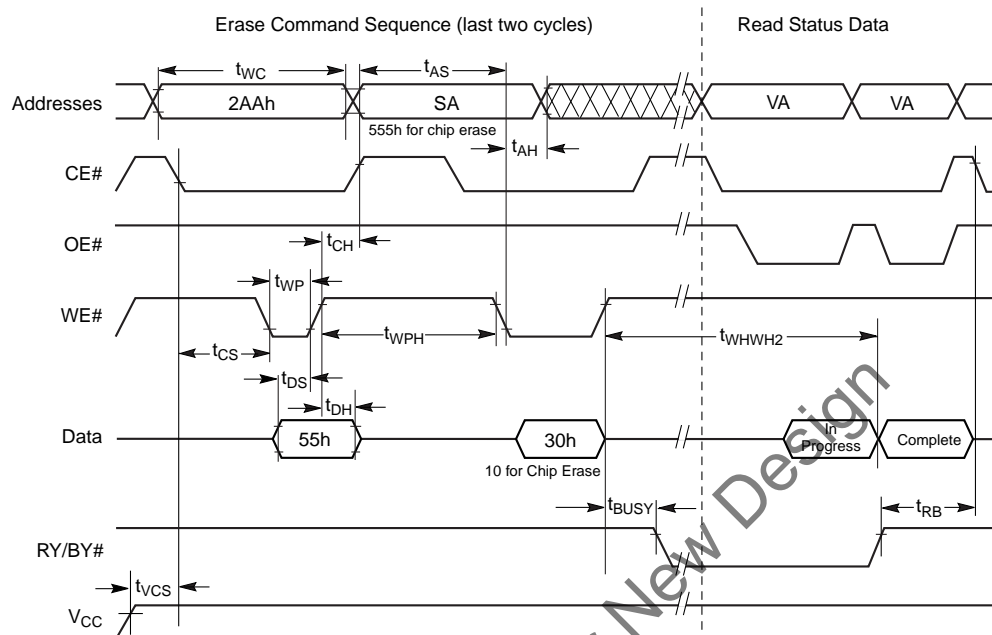 Erase Command Sequence (last two cycles)
Read Status Data
tWC
tAS
Addresses
2AAh
SA
VA
VA
555h for chip erase
tAH
CE#
OE#
tCH
tWP
WE#
tWPH
tWHWH2
tCS
tDS
tDH
Data
55h
30h
In
Progress
Complete
10 for Chip Erase
tBUSY
tRB
RY/BY#
tVCS
VCC
New Design